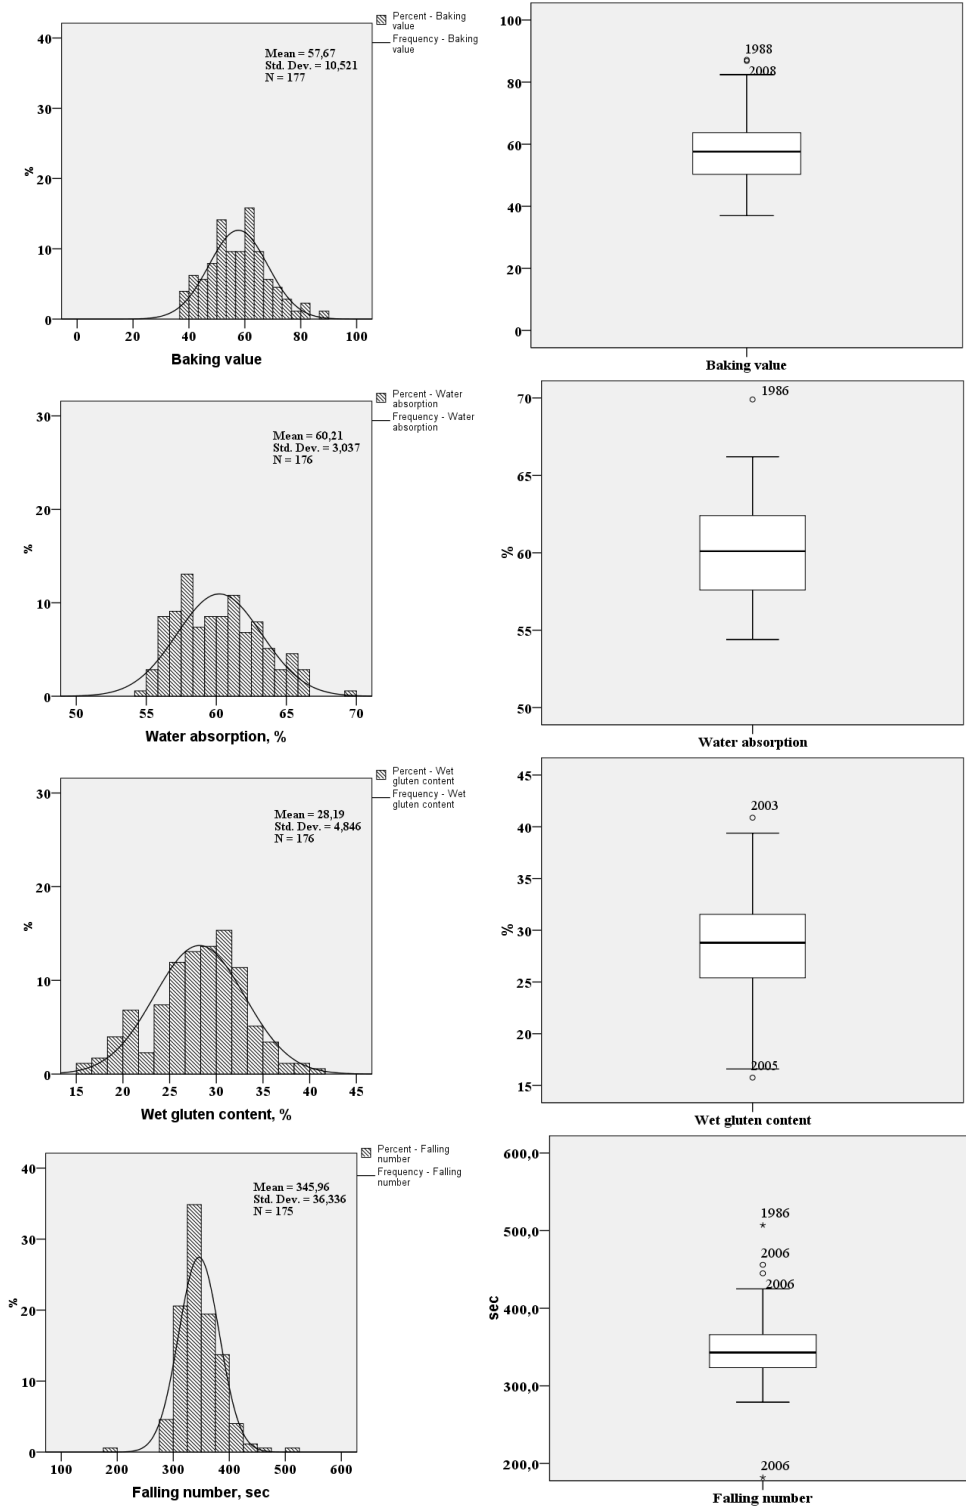 Percent - Baking
value
Frequency - Baking
value
Mean = 57,67
Std. Dev. = 10,521
N = 177
40
30
20
10
0
%
0 20 40 60 80 100
Baking value
100
80
60
40
20
0
1988
2008
Baking value
Percent - Water
absorption
Frequency - Water
absorption
Mean = 60,21
Std. Dev. = 3,037
N = 176
30
20
10
0
%
50 55 60 65 70
Water absorption, %
70
65
60
55
50
%
1986
Water absorption
Percent - Wet
gluten content
Frequency - Wet
gluten content
Mean = 28,19
Std. Dev. = 4,846
N = 176
30
20
10
0
%
15 20 25 30 35 40 45
Wet gluten content, %
45
40
35
30
25
20
15
%
2003
2005
Wet gluten content
Percent - Falling
number
Frequency - Falling
number
Mean = 345,96
Std. Dev. = 36,336
N = 175
40
30
20
10
0
%
100 200 300 400 500 600
Falling number, sec
600,0
500,0
400,0
300,0
200,0
sec
1986
2006
2006
2006
Falling number